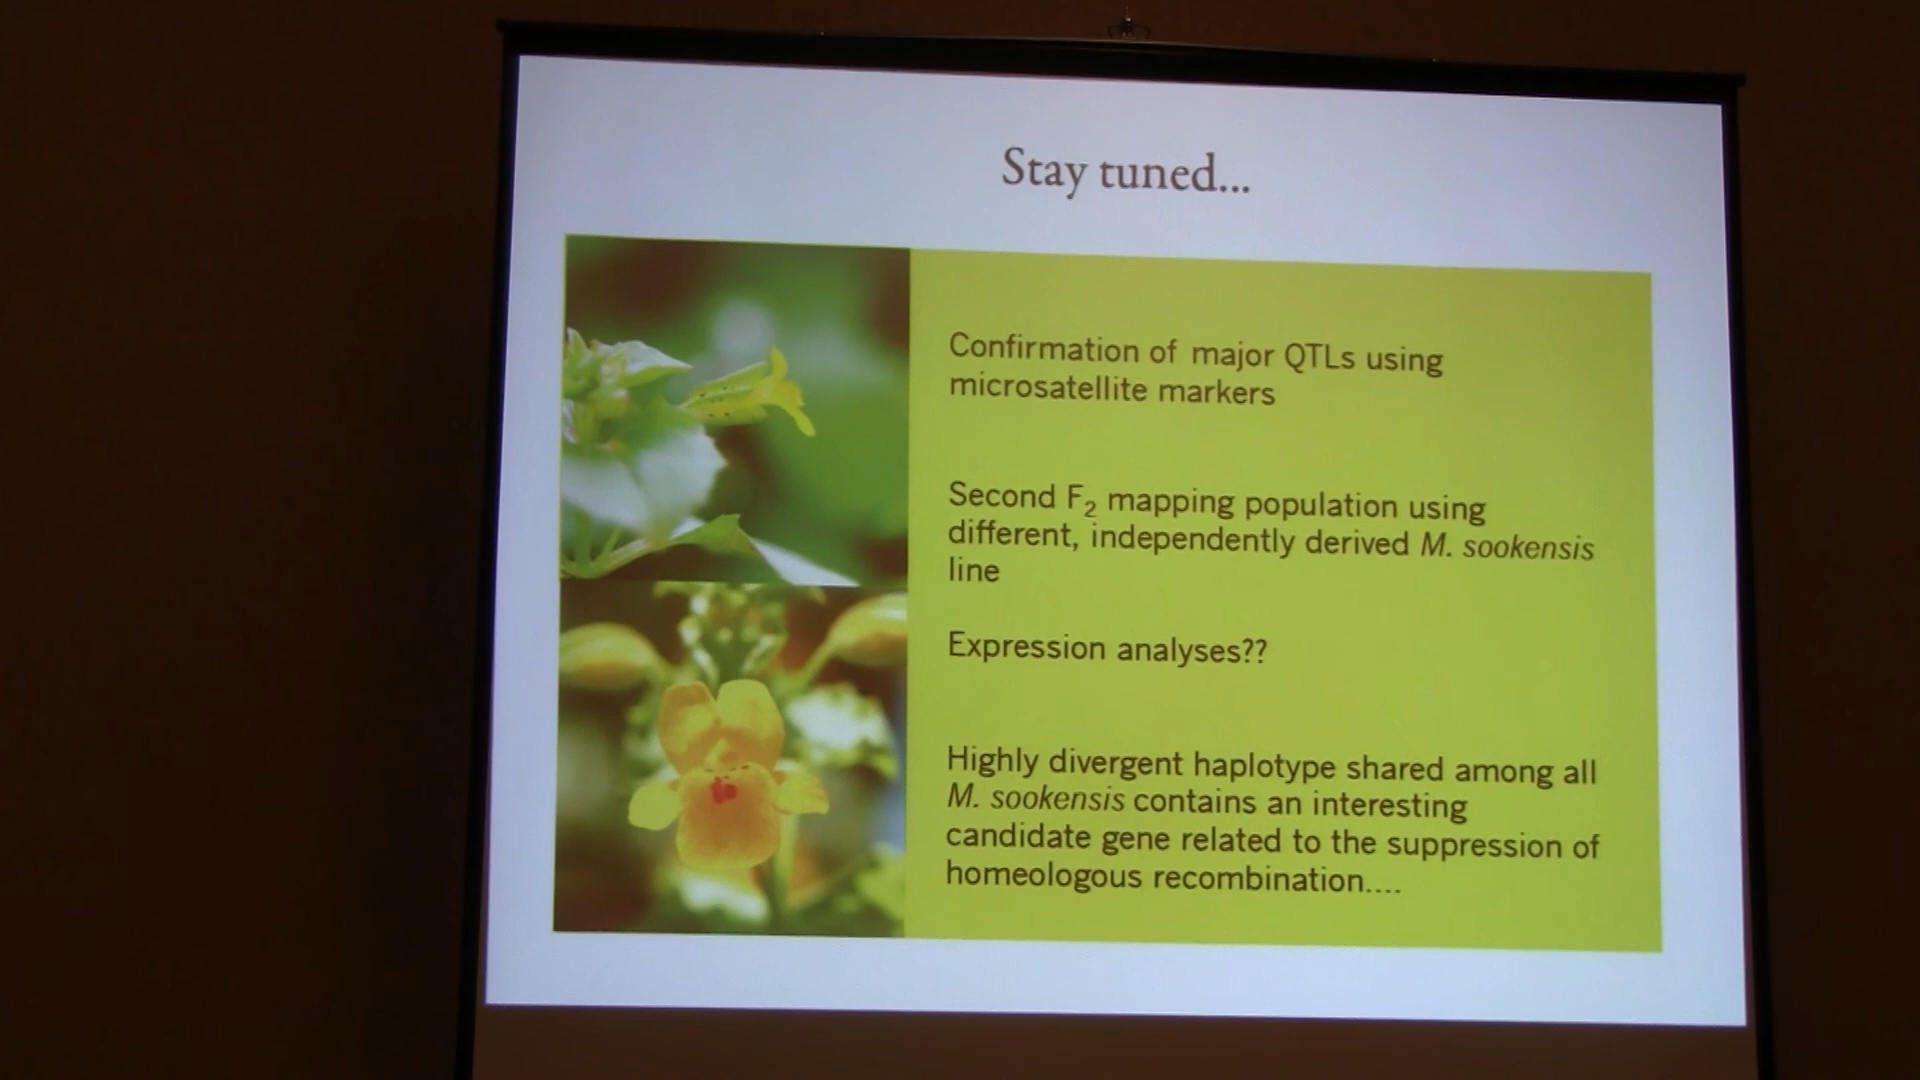 Stay tuned...
Confirmation of major QTLs using
microsatellite markers
Second F₂ mapping population using
different, independently derived M. sookensis
line
Expression analyses??
Highly divergent haplotype shared among all
M. sookensis contains an interesting
candidate gene related to the suppression of
homeologous recombination....